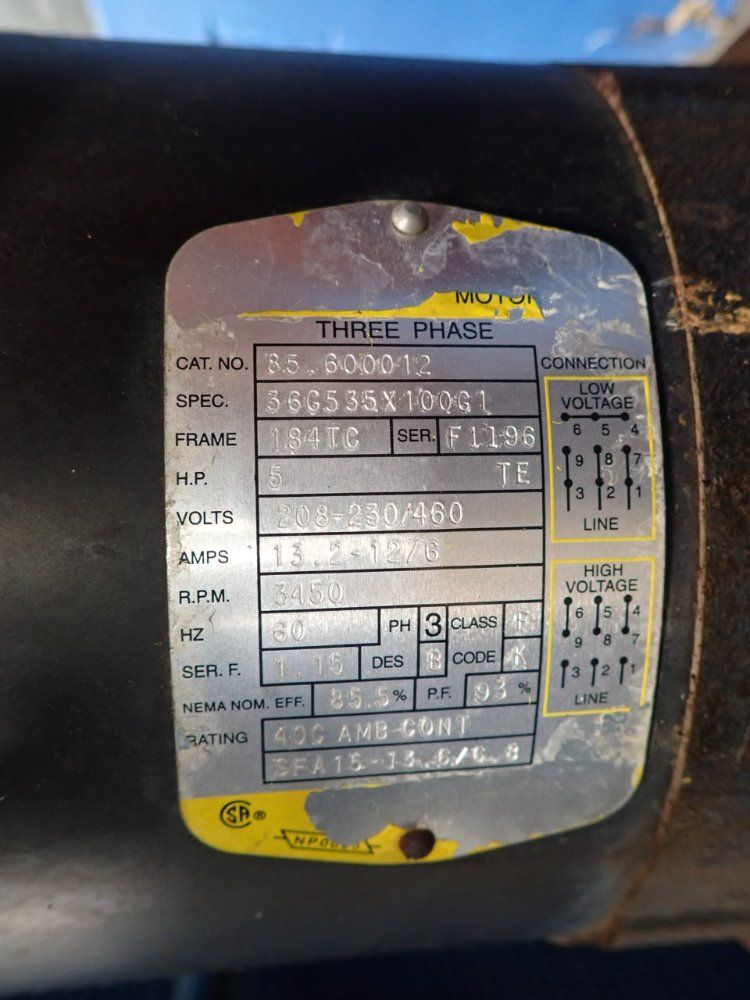 MOTOR
THREE PHASE
CAT. NO. 85.600012
SPEC. 36G535X100G1
FRAME 184TC SER. F1196
H.P. 5 TE
VOLTS 208-230/460
AMPS 13.2-12/6
R.P.M. 3450
HZ 60 PH 3 CLASS F
SER. F. 1.15 DES B CODE K
NEMA NOM. EFF. 85.5 % P.F. 93 %
RATING 40C AMB-CONT
SFA15-13.6/6.8
SA ®
CONNECTION
LOW
VOLTAGE
6 5 4
9 8 7
3 2 1
LINE
HIGH
VOLTAGE
6 5 4
9 8 7
3 2 1
LINE